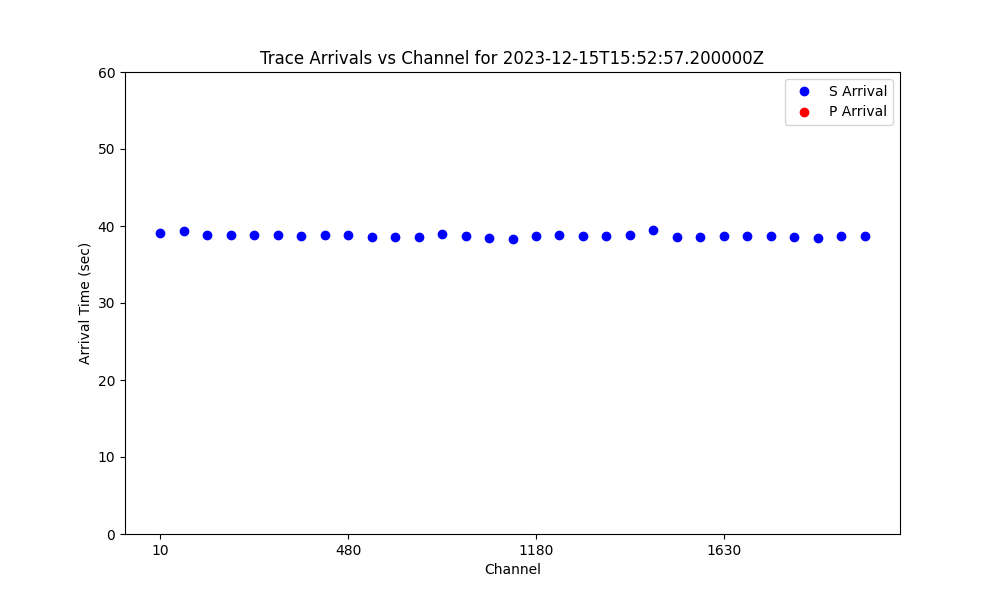 Trace Arrivals vs Channel for 2023-12-15T15:52:57.200000Z
S Arrival
P Arrival
60
50
40
30
20
10
0
Arrival Time (sec)
10 480 1180 1630
Channel